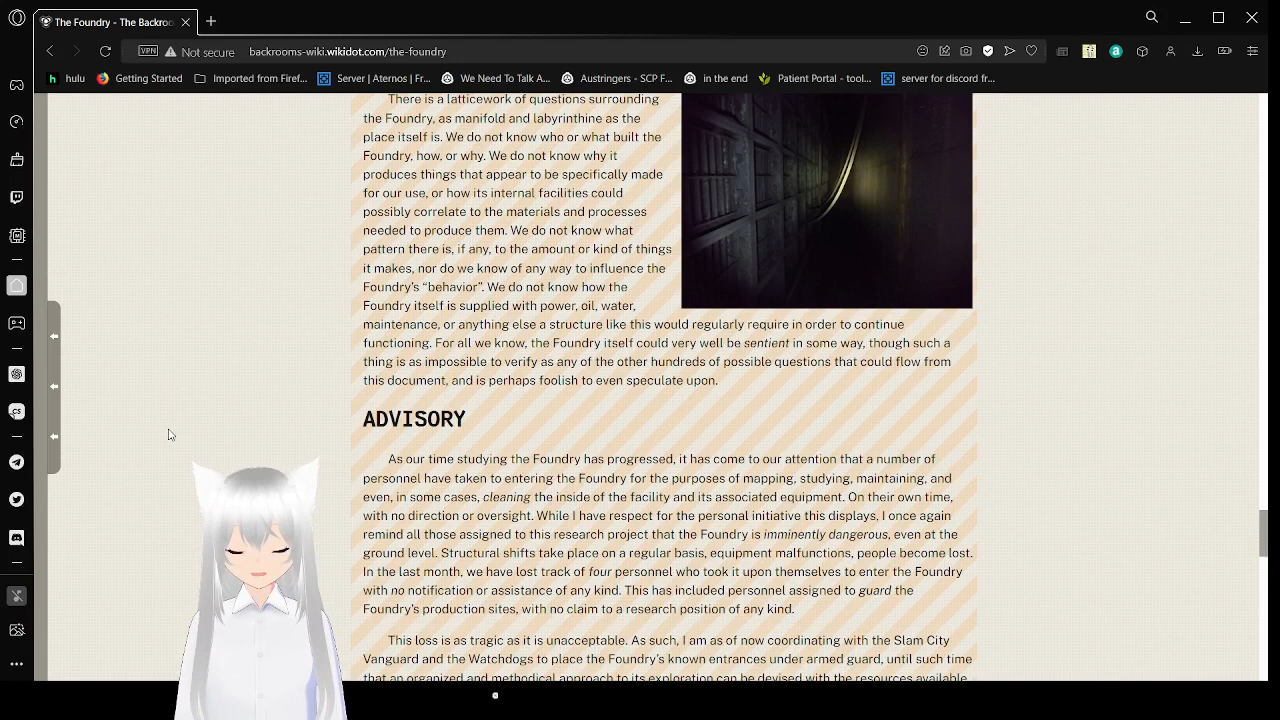 The Foundry - The Backroo
Not secure
backrooms-wiki.wikidot.com/the-foundry
VPN
hulu
Getting Started
Imported from Firef...
Server | Aternos | Fr...
We Need To Talk A...
Austringers - SCP F...
in the end
Patient Portal - tool...
server for discord fr...
There is a latticework of questions surrounding
the Foundry, as manifold and labyrinthine as the
place itself is. We do not know who or what built the
Foundry, how, or why. We do not know why it
produces things that appear to be specifically made
for our use, or how its internal facilities could
possibly correlate to the materials and processes
needed to produce them. We do not know what
pattern there is, if any, to the amount or kind of things
it makes, nor do we know of any way to influence the
Foundry's “behavior”. We do not know how the
Foundry itself is supplied with power, oil, water,
maintenance, or anything else a structure like this would regularly require in order to continue
functioning. For all we know, the Foundry itself could very well be sentient in some way, though such a
thing is as impossible to verify as any of the other hundreds of possible questions that could flow from
this document, and is perhaps foolish to even speculate upon.
ADVISORY
As our time studying the Foundry has progressed, it has come to our attention that a number of
personnel have taken to entering the Foundry for the purposes of mapping, studying, maintaining, and
even, in some cases, cleaning the inside of the facility and its associated equipment. On their own time,
with no direction or oversight. While I have respect for the personal initiative this displays, I once again
remind all those assigned to this research project that the Foundry is imminently dangerous, even at the
ground level. Structural shifts take place on a regular basis, equipment malfunctions, people become lost.
In the last month, we have lost track of four personnel who took it upon themselves to enter the Foundry
with no notification or assistance of any kind. This has included personnel assigned to guard the
Foundry's production sites, with no claim to a research position of any kind.
This loss is as tragic as it is unacceptable. As such, I am as of now coordinating with the Slam City
Vanguard and the Watchdogs to place the Foundry's known entrances under armed guard, until such time
that an organized and methodical approach to its exploration can be devised with the resources available